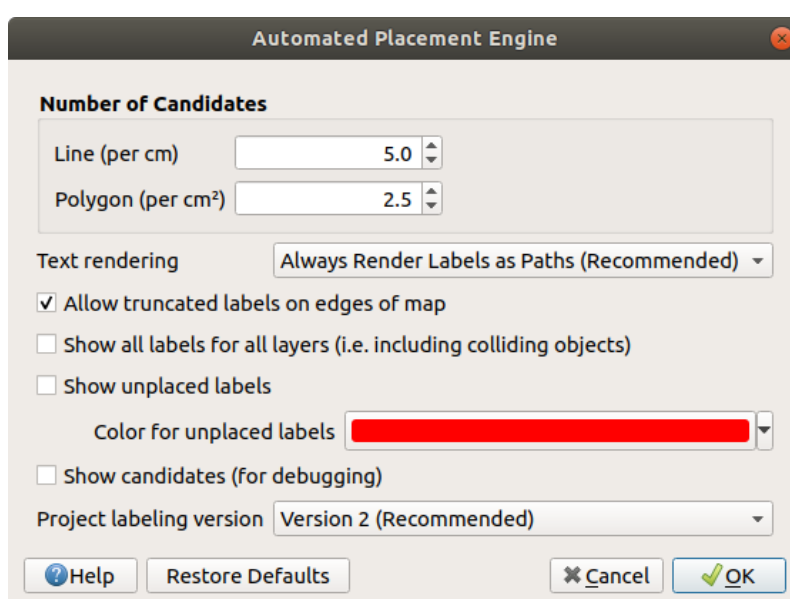 Automated Placement Engine
Number of Candidates
Line (per cm) 5.0
Polygon (per cm²) 2.5
Text rendering Always Render Labels as Paths (Recommended)
Allow truncated labels on edges of map
Show all labels for all layers (i.e. including colliding objects)
Show unplaced labels
Color for unplaced labels
Show candidates (for debugging)
Project labeling version Version 2 (Recommended)
Help Restore Defaults Cancel OK